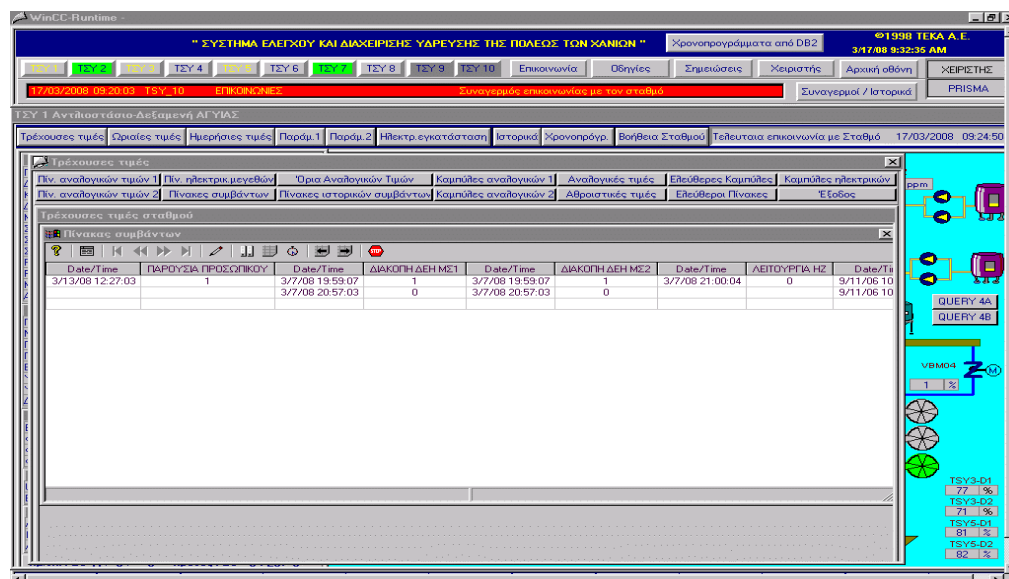 WinCC-Runtime -
" ΣΥΣΤΗΜΑ ΕΛΕΓΧΟΥ ΚΑΙ ΔΙΑΧΕΙΡΙΣΗΣ ΥΔΡΕΥΣΗΣ ΤΗΣ ΠΟΛΕΩΣ ΤΩΝ ΧΑΝΙΩΝ "
Χρονοπρογράμματα από DB2
©1998 TEKA A.E.
3/17/08 9:32:35 AM
ΤΣΥ 1 ΤΣΥ 2 ΤΣΥ 3 ΤΣΥ 4 ΤΣΥ 5 ΤΣΥ 6 ΤΣΥ 7 ΤΣΥ 8 ΤΣΥ 9 ΤΣΥ 10 Επικοινωνία Οδηγίες Σημειώσεις Χειριστής Αρχική οθόνη ΧΕΙΡΙΣΤΗΣ
17/03/2008 09:20:03 TSY_10 ΕΠΙΚΟΙΝΩΝΙΕΣ Συναγερμός επικοινωνίας με τον σταθμό Συναγερμοί / Ιστορικά PRISMA
ΤΣΥ 1 Αντλιοστάσιο-Δεξαμενή ΑΓΥΙΑΣ
Τρέχουσες τιμές Ωριαίες τιμές Ημερήσιες τιμές Παράμ.1 Παράμ.2 Ηλεκτρ.εγκατάσταση Ιστορικά Χρονοπρόγρ. Βοήθεια Σταθμού Τελευταια επικοινωνία με Σταθμό 17/03/2008 09:24:50
Τρέχουσες τιμές
Πίν. αναλογικών τιμών 1 Πίν. ηλεκτρικ.μεγεθών Όρια Αναλογικών Τιμών Καμπύλες αναλογικών 1 Αναλογικές τιμές Ελεύθερες Καμπύλες Καμπύλες ηλεκτρικών
Πίν. αναλογικών τιμών 2 Πίνακες συμβάντων Πίνακες ιστορικών συμβάντων Καμπύλες αναλογικών 2 Αθροιστικές τιμές Ελεύθεροι Πίνακες Έξοδος
ppm
Τρέχουσες τιμές σταθμού
Πίνακας συμβάντων
Date/Time ΠΑΡΟΥΣΙΑ ΠΡΟΣΩΠΙΚΟΥ Date/Time ΔΙΑΚΟΠΗ ΔΕΗ ΜΣ1 Date/Time ΔΙΑΚΟΠΗ ΔΕΗ ΜΣ2 Date/Time ΛΕΙΤΟΥΡΓΙΑ ΗΖ Date/Ti
3/13/08 12:27:03 1 3/7/08 19:59:07 1 3/7/08 19:59:07 1 3/7/08 21:00:04 0 9/11/06 10
3/7/08 20:57:03 0 3/7/08 20:57:03 0 9/11/06 10
QUERY 4A
QUERY 4B
VBM04
M
1 %
TSY3-D1
77 %
TSY3-D2
71 %
TSY5-D1
81 %
TSY5-D2
82 %